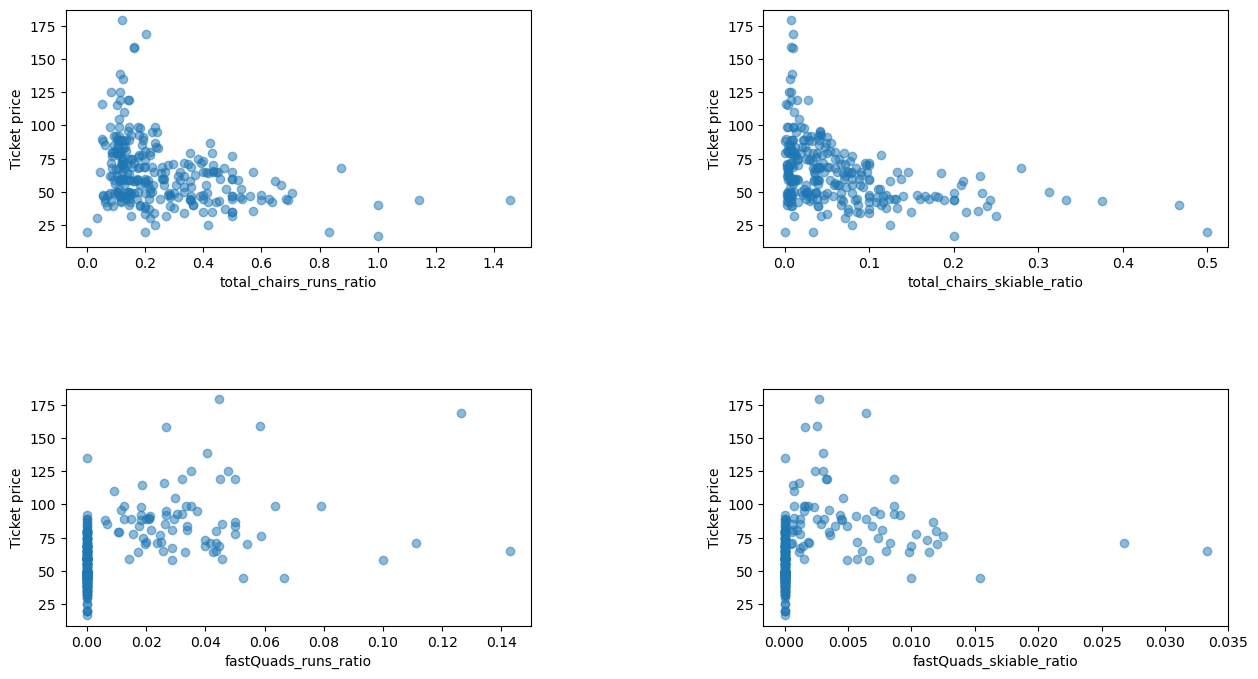 175
150
125
100
75
50
25
Ticket price
0.0 0.2 0.4 0.6 0.8 1.0 1.2 1.4
total_chairs_runs_ratio
175
150
125
100
75
50
25
Ticket price
0.0 0.1 0.2 0.3 0.4 0.5
total_chairs_skiable_ratio
175
150
125
100
75
50
25
Ticket price
0.00 0.02 0.04 0.06 0.08 0.10 0.12 0.14
fastQuads_runs_ratio
175
150
125
100
75
50
25
Ticket price
0.000 0.005 0.010 0.015 0.020 0.025 0.030 0.035
fastQuads_skiable_ratio